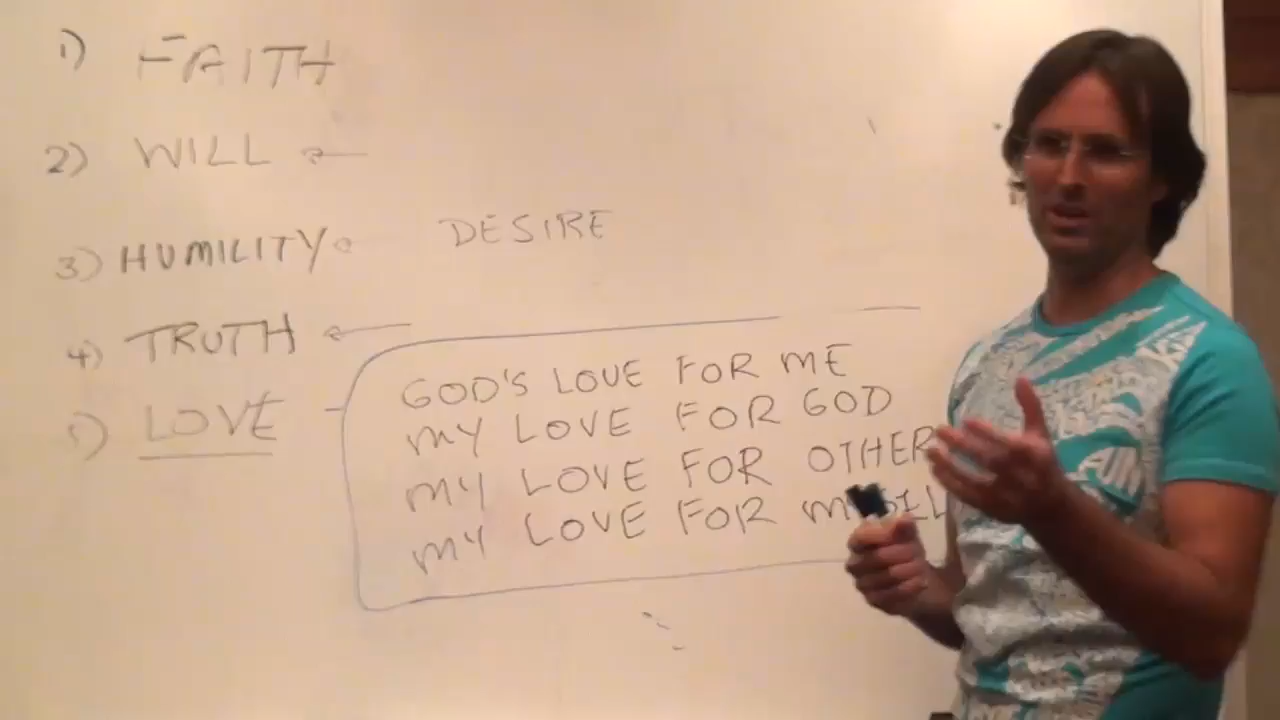 1) FAITH
2) WILL ←
3) HUMILITY DESIRE
4) TRUTH ←
5) LOVE
GOD'S LOVE FOR ME
MY LOVE FOR GOD
MY LOVE FOR OTHER
MY LOVE FOR